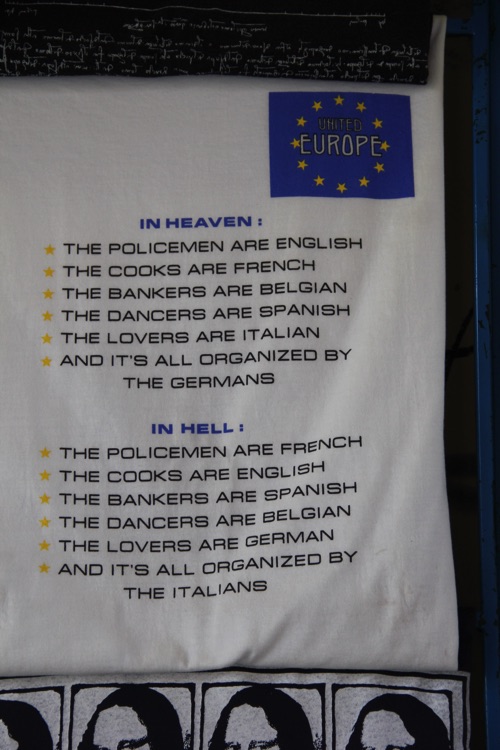 UNITED
EUROPE
IN HEAVEN :
THE POLICEMEN ARE ENGLISH
THE COOKS ARE FRENCH
THE BANKERS ARE BELGIAN
THE DANCERS ARE SPANISH
THE LOVERS ARE ITALIAN
AND IT'S ALL ORGANIZED BY
THE GERMANS
IN HELL :
THE POLICEMEN ARE FRENCH
THE COOKS ARE ENGLISH
THE BANKERS ARE SPANISH
THE DANCERS ARE BELGIAN
THE LOVERS ARE GERMAN
AND IT'S ALL ORGANIZED BY
THE ITALIANS